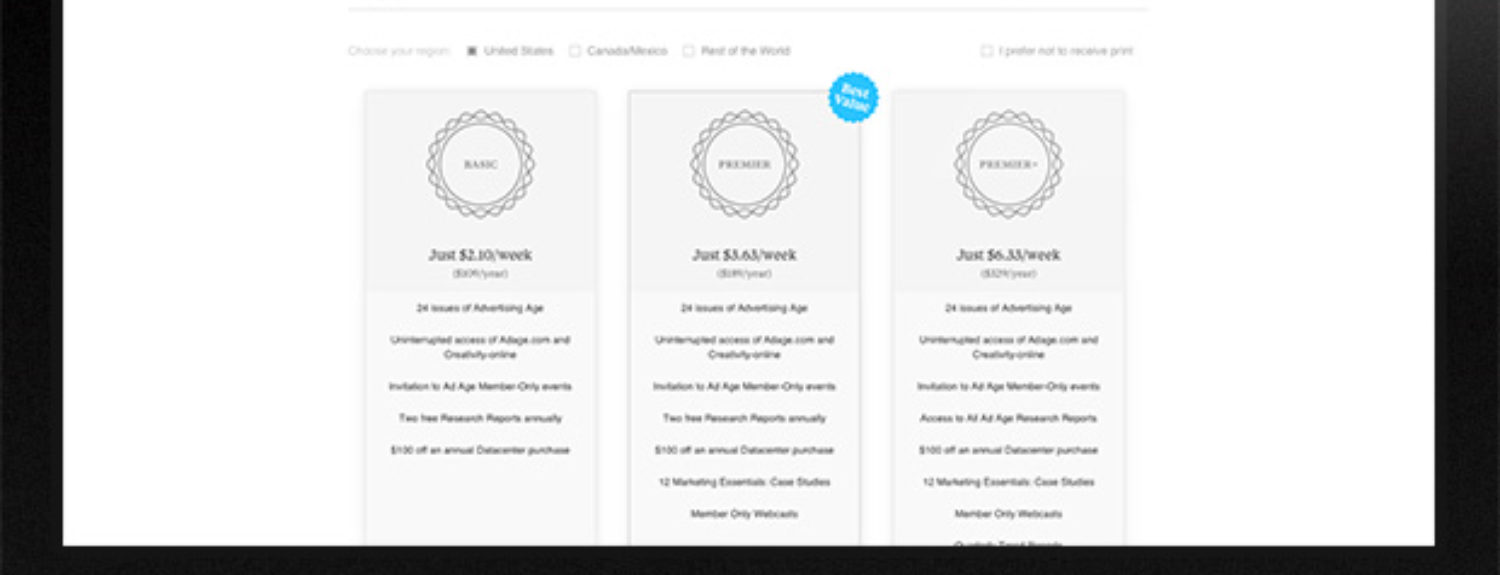 Choose your region: United States Canada/Mexico Rest of the World I prefer not to receive print
Best
Value
BASIC
Just $2.10/week
($109/year)
24 issues of Advertising Age
Uninterrupted access of Adage.com and
Creativity-online
Invitation to Ad Age Member-Only events
Two free Research Reports annually
$100 off an annual Datacenter purchase
PREMIER
Just $3.63/week
($189/year)
24 issues of Advertising Age
Uninterrupted access of Adage.com and
Creativity-online
Invitation to Ad Age Member-Only events
Two free Research Reports annually
$100 off an annual Datacenter purchase
12 Marketing Essentials: Case Studies
Member Only Webcasts
PREMIER+
Just $6.33/week
($329/year)
24 issues of Advertising Age
Uninterrupted access of Adage.com and
Creativity-online
Invitation to Ad Age Member-Only events
Access to All Ad Age Research Reports
$100 off an annual Datacenter purchase
12 Marketing Essentials: Case Studies
Member Only Webcasts